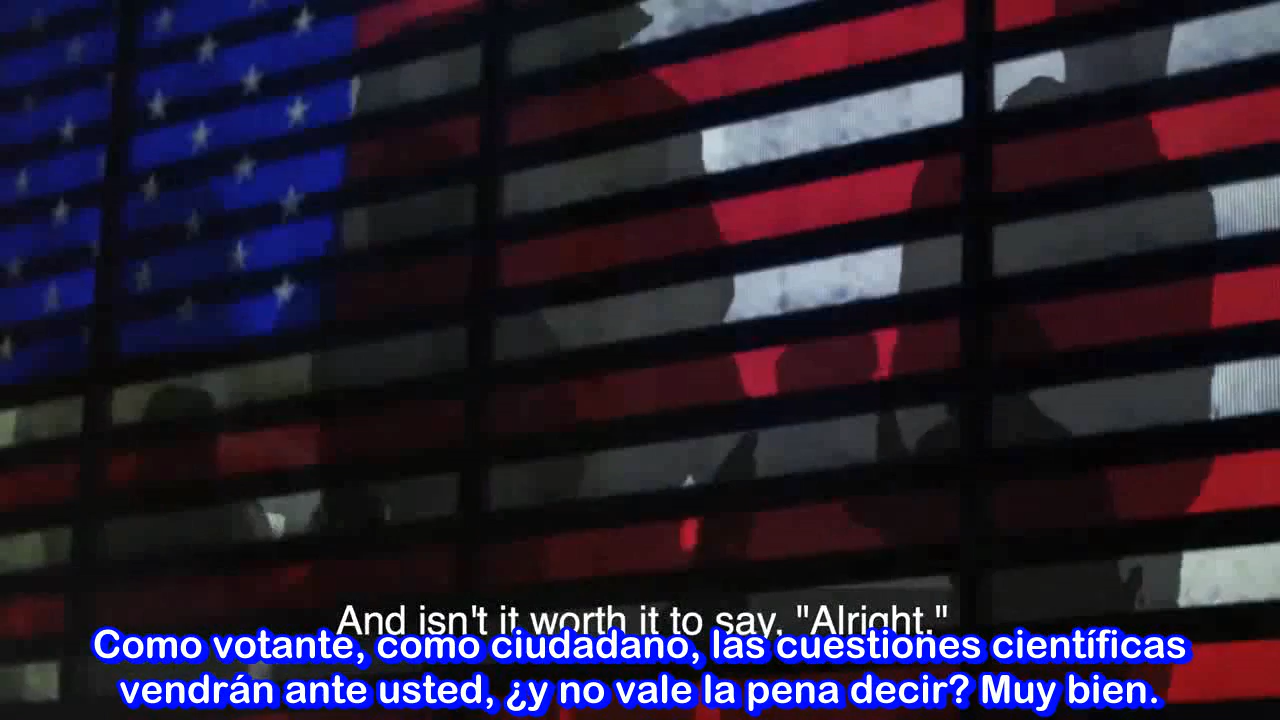 And isn't it worth it to say, "Alright."
Como votante, como ciudadano, las cuestiones científicas
vendrán ante usted, ¿y no vale la pena decir? Muy bien.